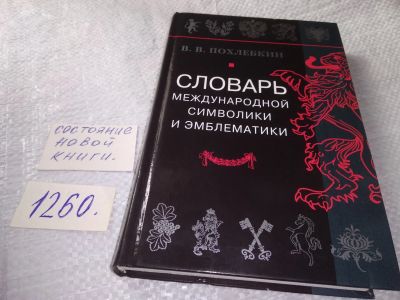 В. В. ПОХЛЕБКИН
СЛОВАРЬ
МЕЖДУНАРОДНОЙ
СИМВОЛИКИ
И ЭМБЛЕМАТИКИ
состояние
новой
книги.
1260.